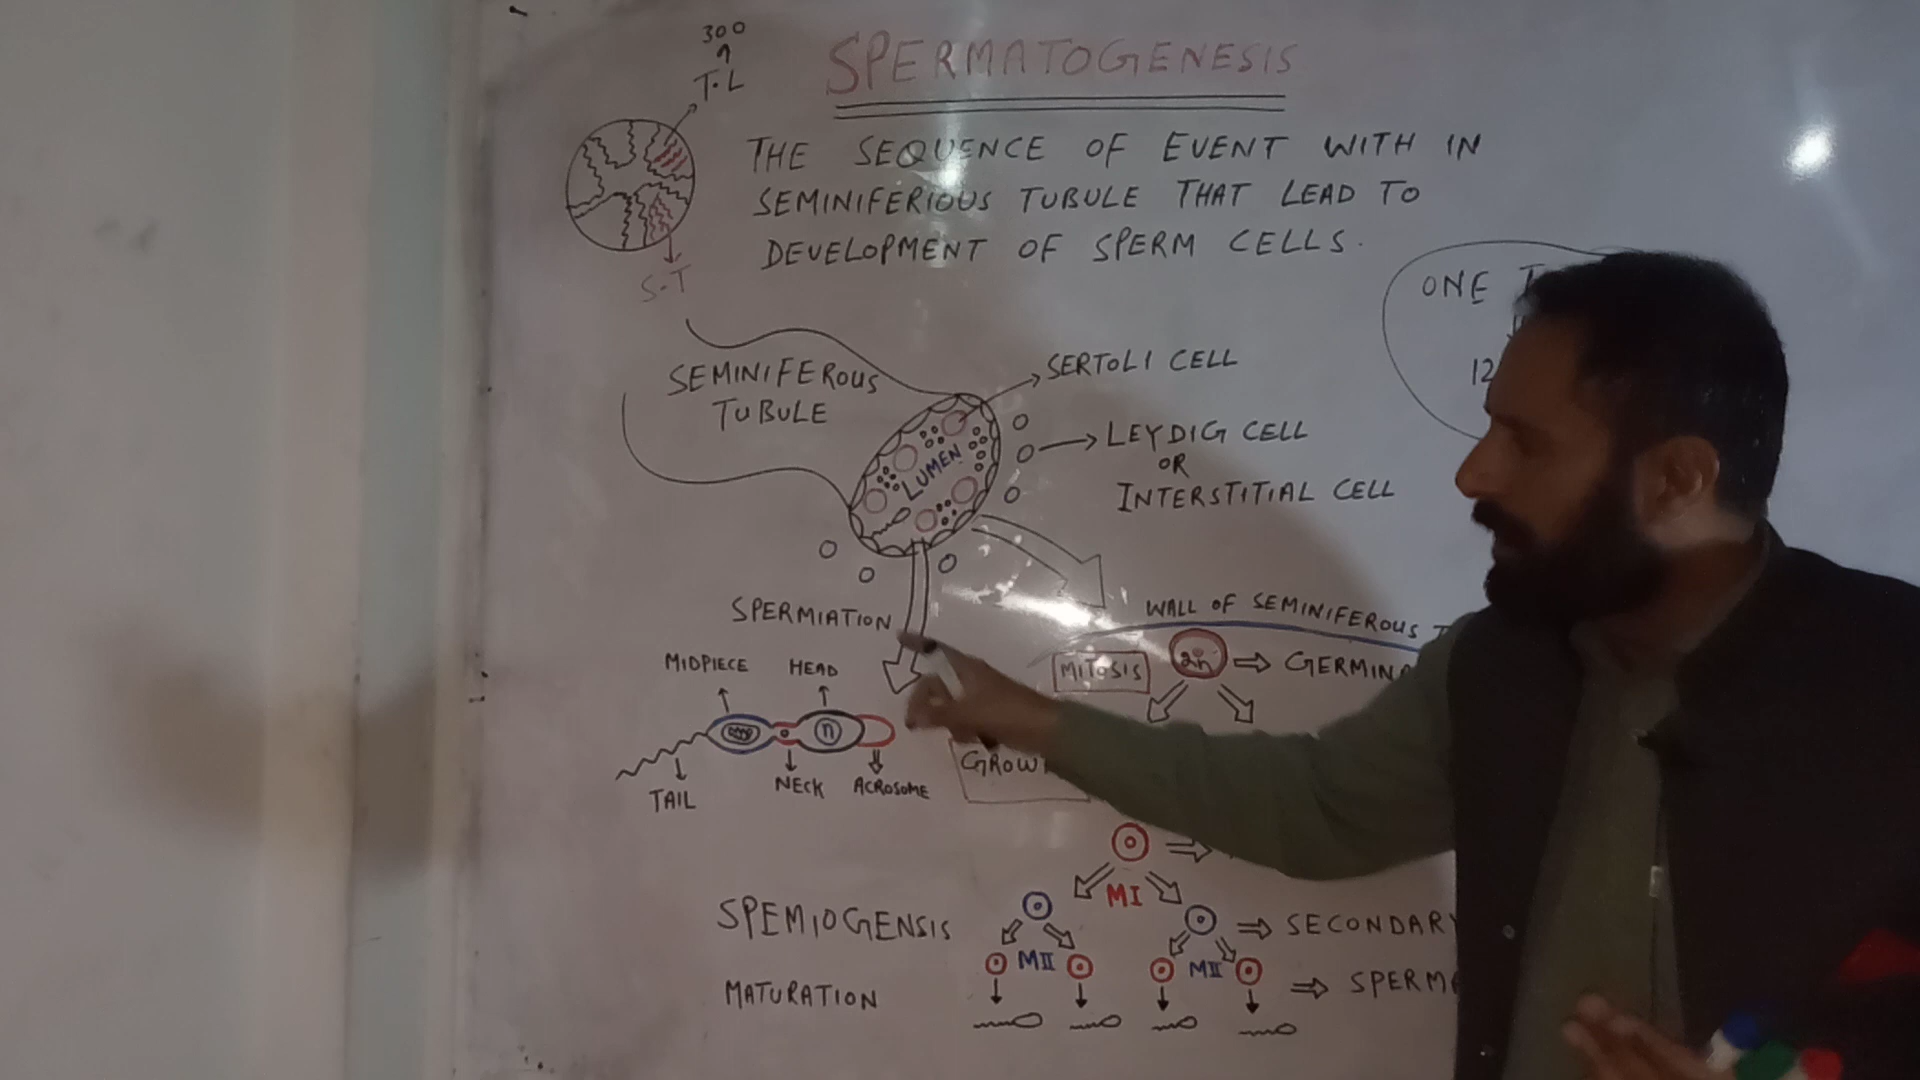 300
T.L
SPERMATOGENESIS
THE SEQUENCE OF EVENT WITH IN
SEMINIFERIOUS TUBULE THAT LEAD TO
DEVELOPMENT OF SPERM CELLS.
S.T
ONE
12
SEMINIFEROUS
TUBULE
LUMEN
SERTOLI CELL
LEYDIG CELL
OR
INTERSTITIAL CELL
SPERMIATION
WALL OF SEMINIFEROUS
MIDPIECE HEAD
MITOSIS 2n
n
TAIL NECK ACROSOME
MI
SPEMIOGENSIS
SECONDARY
MII MII
MATURATION